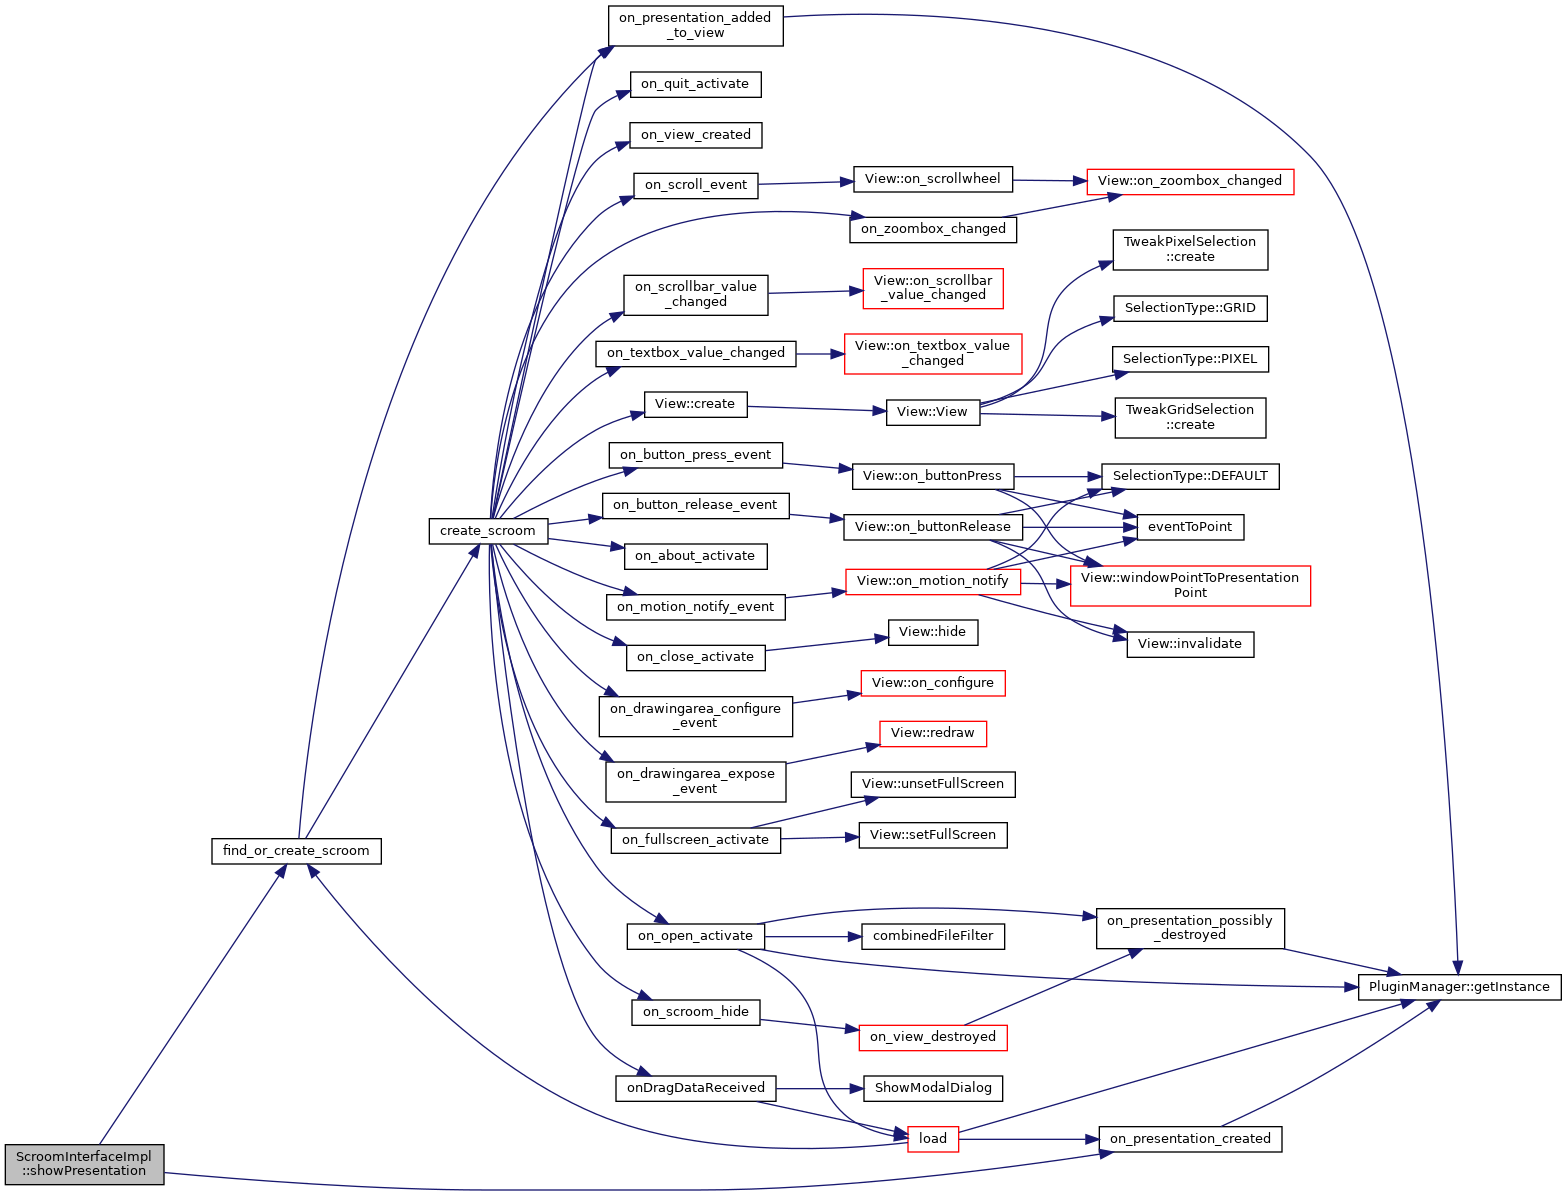 on_presentation_added
_to_view
on_quit_activate
on_view_created
on_scroll_event
View::on_scrollwheel
View::on_zoombox_changed
on_zoombox_changed
TweakPixelSelection
::create
on_scrollbar_value
_changed
View::on_scrollbar
_value_changed
SelectionType::GRID
on_textbox_value_changed
View::on_textbox_value
_changed
SelectionType::PIXEL
View::create
View::View
TweakGridSelection
::create
on_button_press_event
View::on_buttonPress
SelectionType::DEFAULT
on_button_release_event
View::on_buttonRelease
eventToPoint
create_scroom
on_about_activate
View::on_motion_notify
View::windowPointToPresentation
Point
on_motion_notify_event
View::hide
View::invalidate
on_close_activate
View::on_configure
on_drawingarea_configure
_event
View::redraw
on_drawingarea_expose
_event
View::unsetFullScreen
on_fullscreen_activate
View::setFullScreen
find_or_create_scroom
on_open_activate
combinedFileFilter
on_presentation_possibly
_destroyed
PluginManager::getInstance
on_scroom_hide
on_view_destroyed
onDragDataReceived
ShowModalDialog
load
on_presentation_created
ScroomInterfaceImpl
::showPresentation